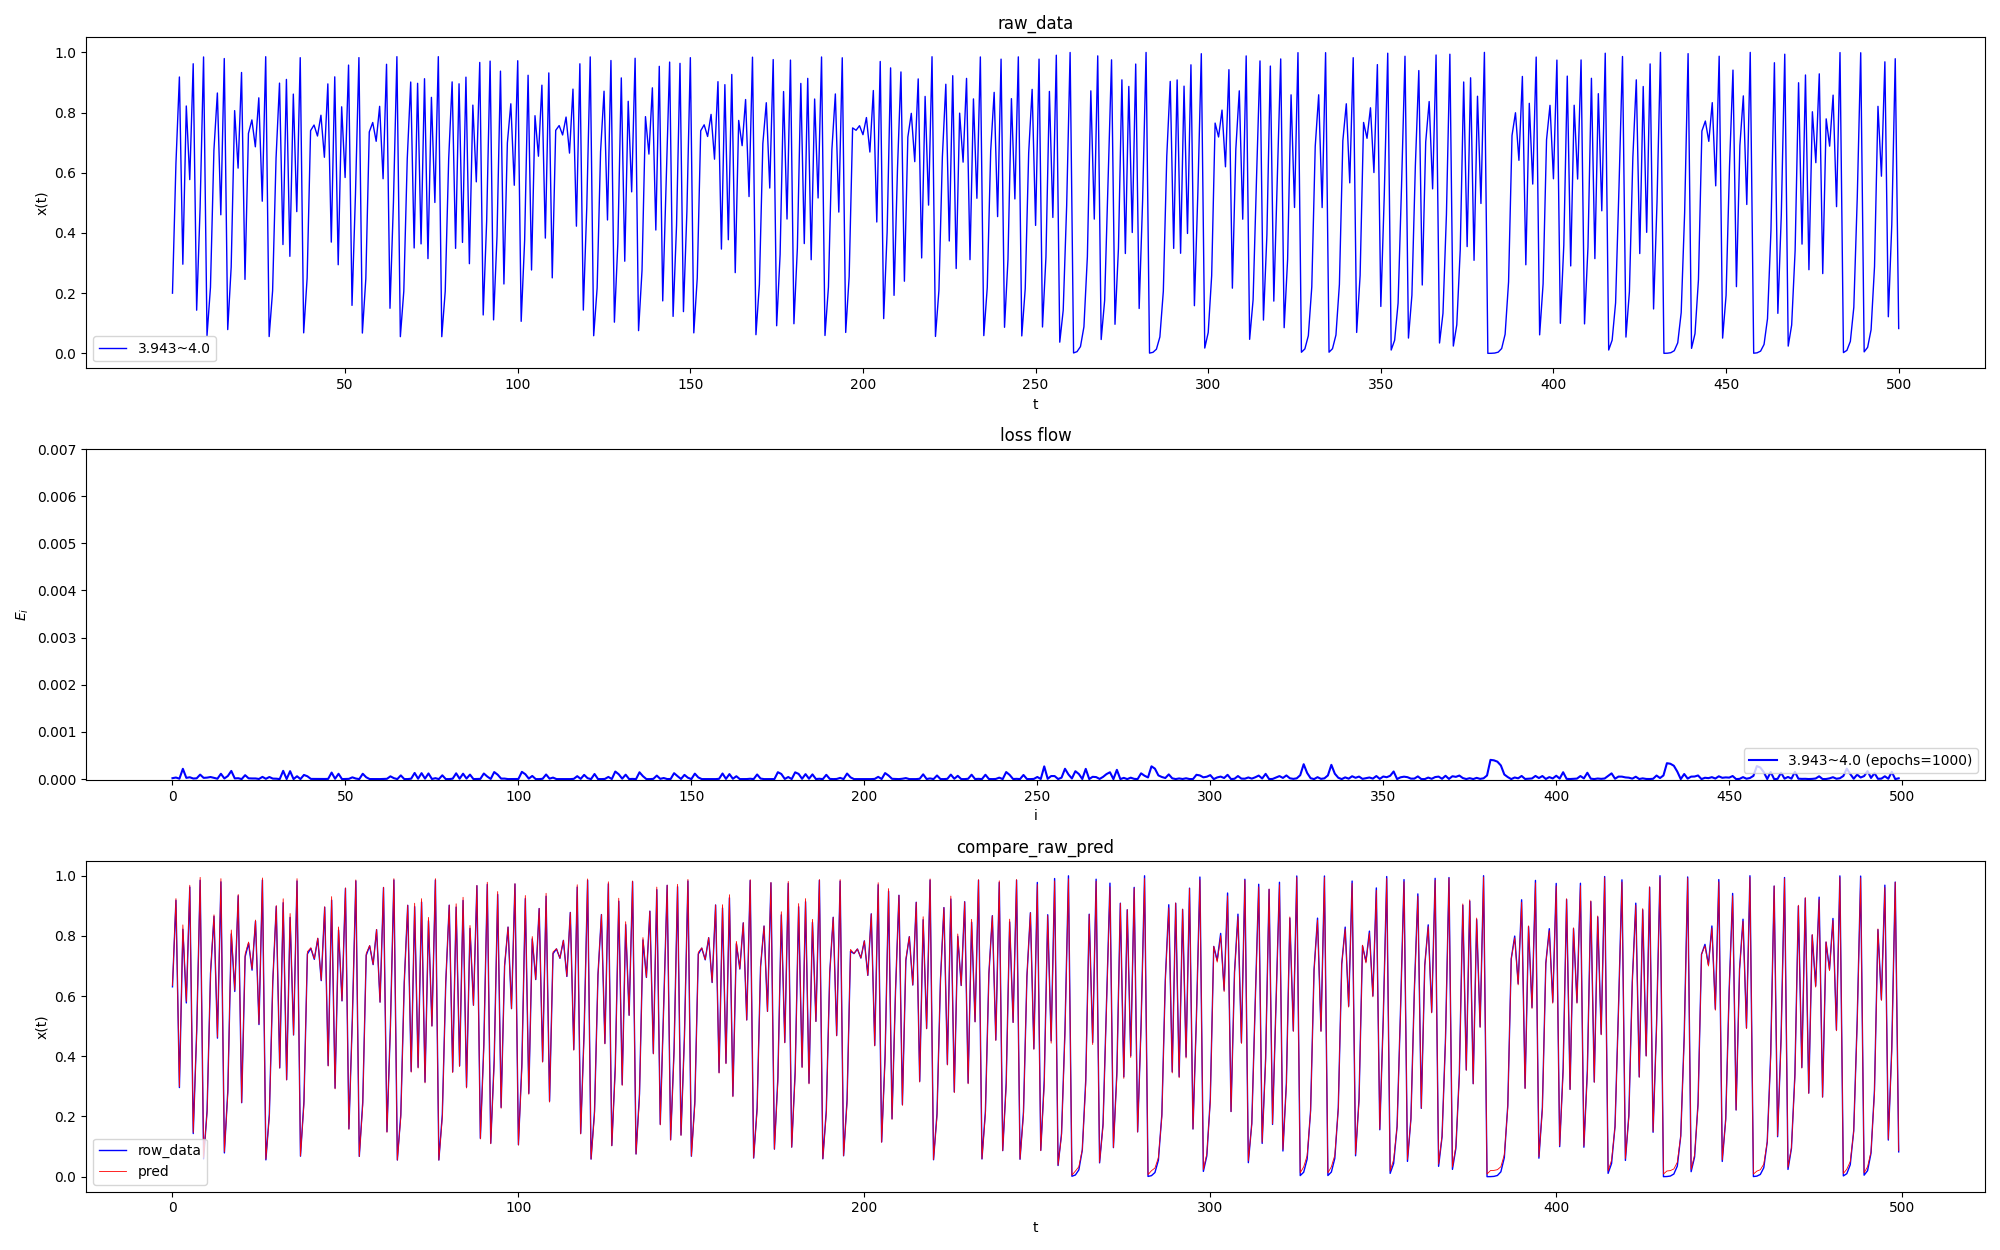 raw_data
1.0
0.8
0.6
0.4
0.2
0.0
x(t)
3.943~4.0
50 100 150 200 250 300 350 400 450 500
t
loss flow
0.007
0.006
0.005
0.004
0.003
0.002
0.001
0.000
E_i
3.943~4.0 (epochs=1000)
0 50 100 150 200 250 300 350 400 450 500
i
compare_raw_pred
1.0
0.8
0.6
0.4
0.2
0.0
x(t)
row_data
pred
0 100 200 300 400 500
t